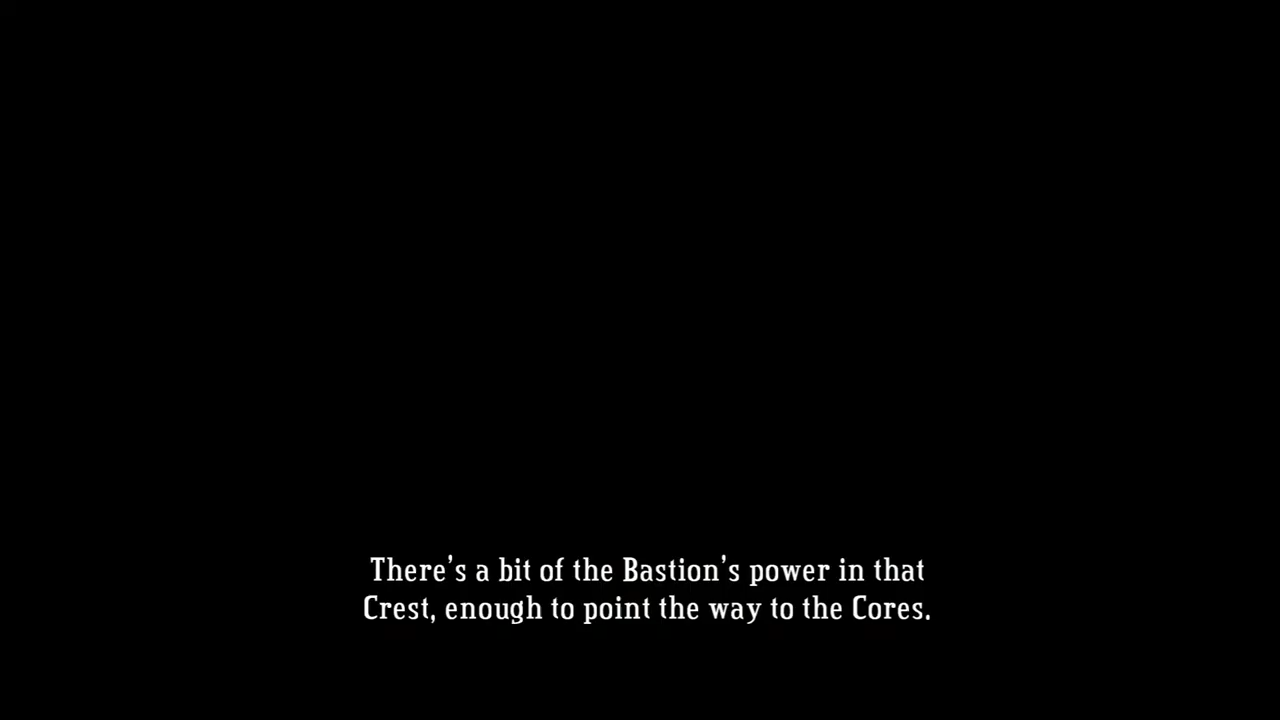 There's a bit of the Bastion's power in that
Crest, enough to point the way to the Cores.